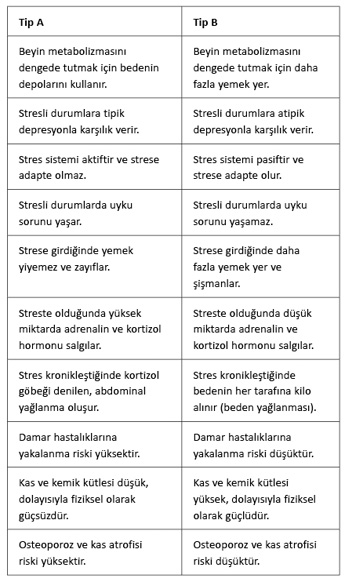 Tip A
Tip B
Beyin metabolizmasını
dengede tutmak için bedenin
depolarını kullanır.
Beyin metabolizmasını
dengede tutmak için daha
fazla yemek yer.
Stresli durumlara tipik
depresyonla karşılık verir.
Stresli durumlara atipik
depresyonla karşılık verir.
Stres sistemi aktiftir ve strese
adapte olmaz.
Stres sistemi pasiftir ve
strese adapte olur.
Stresli durumlarda uyku
sorunu yaşar.
Stresli durumlarda uyku
sorunu yaşamaz.
Strese girdiğinde yemek
yiyemez ve zayıflar.
Strese girdiğinde daha
fazla yemek yer ve
şişmanlar.
Streste olduğunda yüksek
miktarda adrenalin ve kortizol
hormonu salgılar.
Streste olduğunda düşük
miktarda adrenalin ve
kortizol hormonu salgılar.
Stres kronikleştiğinde kortizol
göbeği denilen, abdominal
yağlanma oluşur.
Stres kronikleştiğinde
bedenin her tarafına kilo
alınır (beden yağlanması).
Damar hastalıklarına
yakalanma riski yüksektir.
Damar hastalıklarına
yakalanma riski düşüktür.
Kas ve kemik kütlesi düşük,
dolayısıyla fiziksel olarak
güçsüzdür.
Kas ve kemik kütlesi
yüksek, dolayısıyla fiziksel
olarak güçlüdür.
Osteoporoz ve kas atrofisi
riski yüksektir.
Osteoporoz ve kas atrofisi
riski düşüktür.